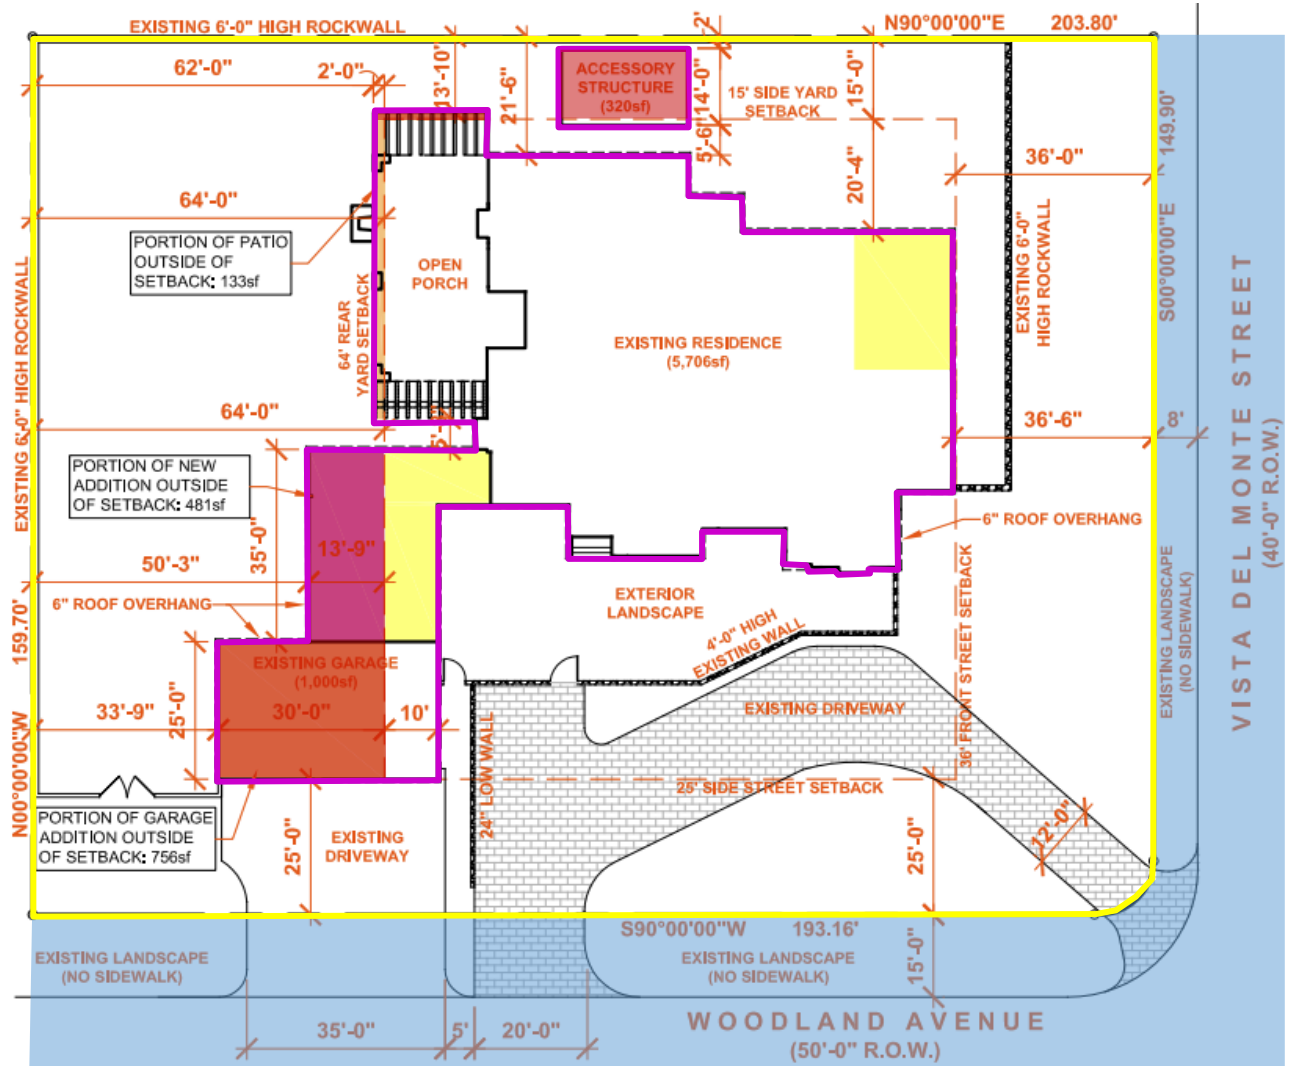 EXISTING 6'-0" HIGH ROCKWALL
2'
N90°00'00"E 203.80'
62'-0"
2'-0"
13'-10'
21'-6"
ACCESSORY
STRUCTURE
(320sf)
14'-0"
5'-6"
15' SIDE YARD
SETBACK
15'-0"
20'-4"
36'-0"
149.90'
S00°00'00"E
64'-0"
PORTION OF PATIO
OUTSIDE OF
SETBACK: 133sf
OPEN
PORCH
64' REAR
YARD SETBACK
EXISTING RESIDENCE
(5,706sf)
EXISTING 6'-0"
HIGH ROCKWALL
EXISTING 6'-0" HIGH ROCKWALL
64'-0"
36'-6"
8'
VISTA DEL MONTE STREET
(40'-0" R.O.W.)
PORTION OF NEW
ADDITION OUTSIDE
OF SETBACK: 481sf
35'-0"
13'-9"
50'-3"
6" ROOF OVERHANG
6" ROOF OVERHANG
EXTERIOR
LANDSCAPE
4'-0" HIGH
EXISTING WALL
36' FRONT STREET SETBACK
EXISTING LANDSCAPE
(NO SIDEWALK)
159.70'
N00°00'00"W
EXISTING GARAGE
(1,000sf)
33'-9"
25'-0"
30'-0"
10'
EXISTING DRIVEWAY
24" LOW WALL
25' SIDE STREET SETBACK
PORTION OF GARAGE
ADDITION OUTSIDE
OF SETBACK: 756sf
25'-0"
EXISTING
DRIVEWAY
25'-0"
12'-0"
S90°00'00"W 193.16'
EXISTING LANDSCAPE
(NO SIDEWALK)
EXISTING LANDSCAPE
(NO SIDEWALK)
15'-0"
35'-0"
5'
20'-0"
WOODLAND AVENUE
(50'-0" R.O.W.)